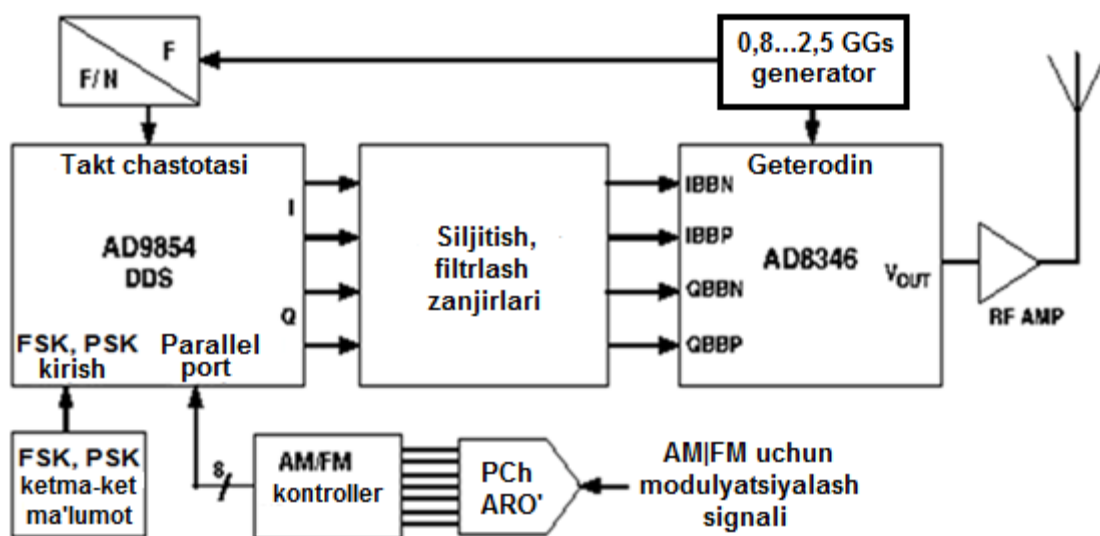 F
F/N
0,8...2,5 GGs
generator
Takt chastotasi
I
AD9854
DDS
Q
FSK, PSK
kirish
Parallel
port
Siljitish,
filtrlash
zanjirlari
Geterodin
IBBN
IBBP
AD8346
QBBN
QBBP
VOUT
RF AMP
FSK, PSK
ketma-ket
ma'lumot
8
AM/FM
kontroller
PCh
ARO'
AM|FM uchun
modulyatsiyalash
signali